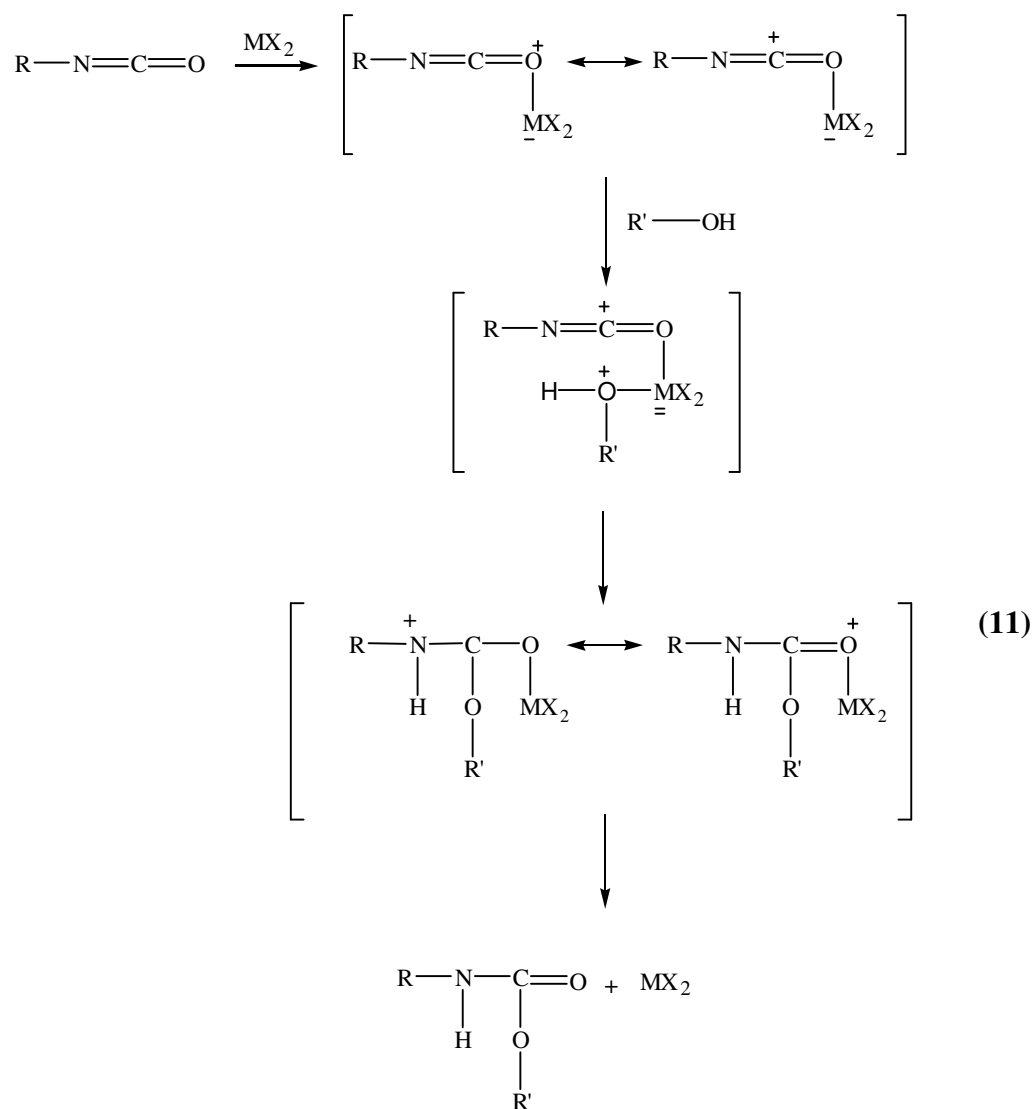 R—N=C=O MX₂ R—N=C=O⁺ ↔ R—N=C⁺=O
MX₂ MX₂
− −
R'—OH
+
R—N=C=O
+
H—O—MX₂
=
R'
+ +
R—N—C—O ↔ R—N—C=O (11)
H O MX₂ H O MX₂
R' R'
R—N—C=O + MX₂
H O
R'